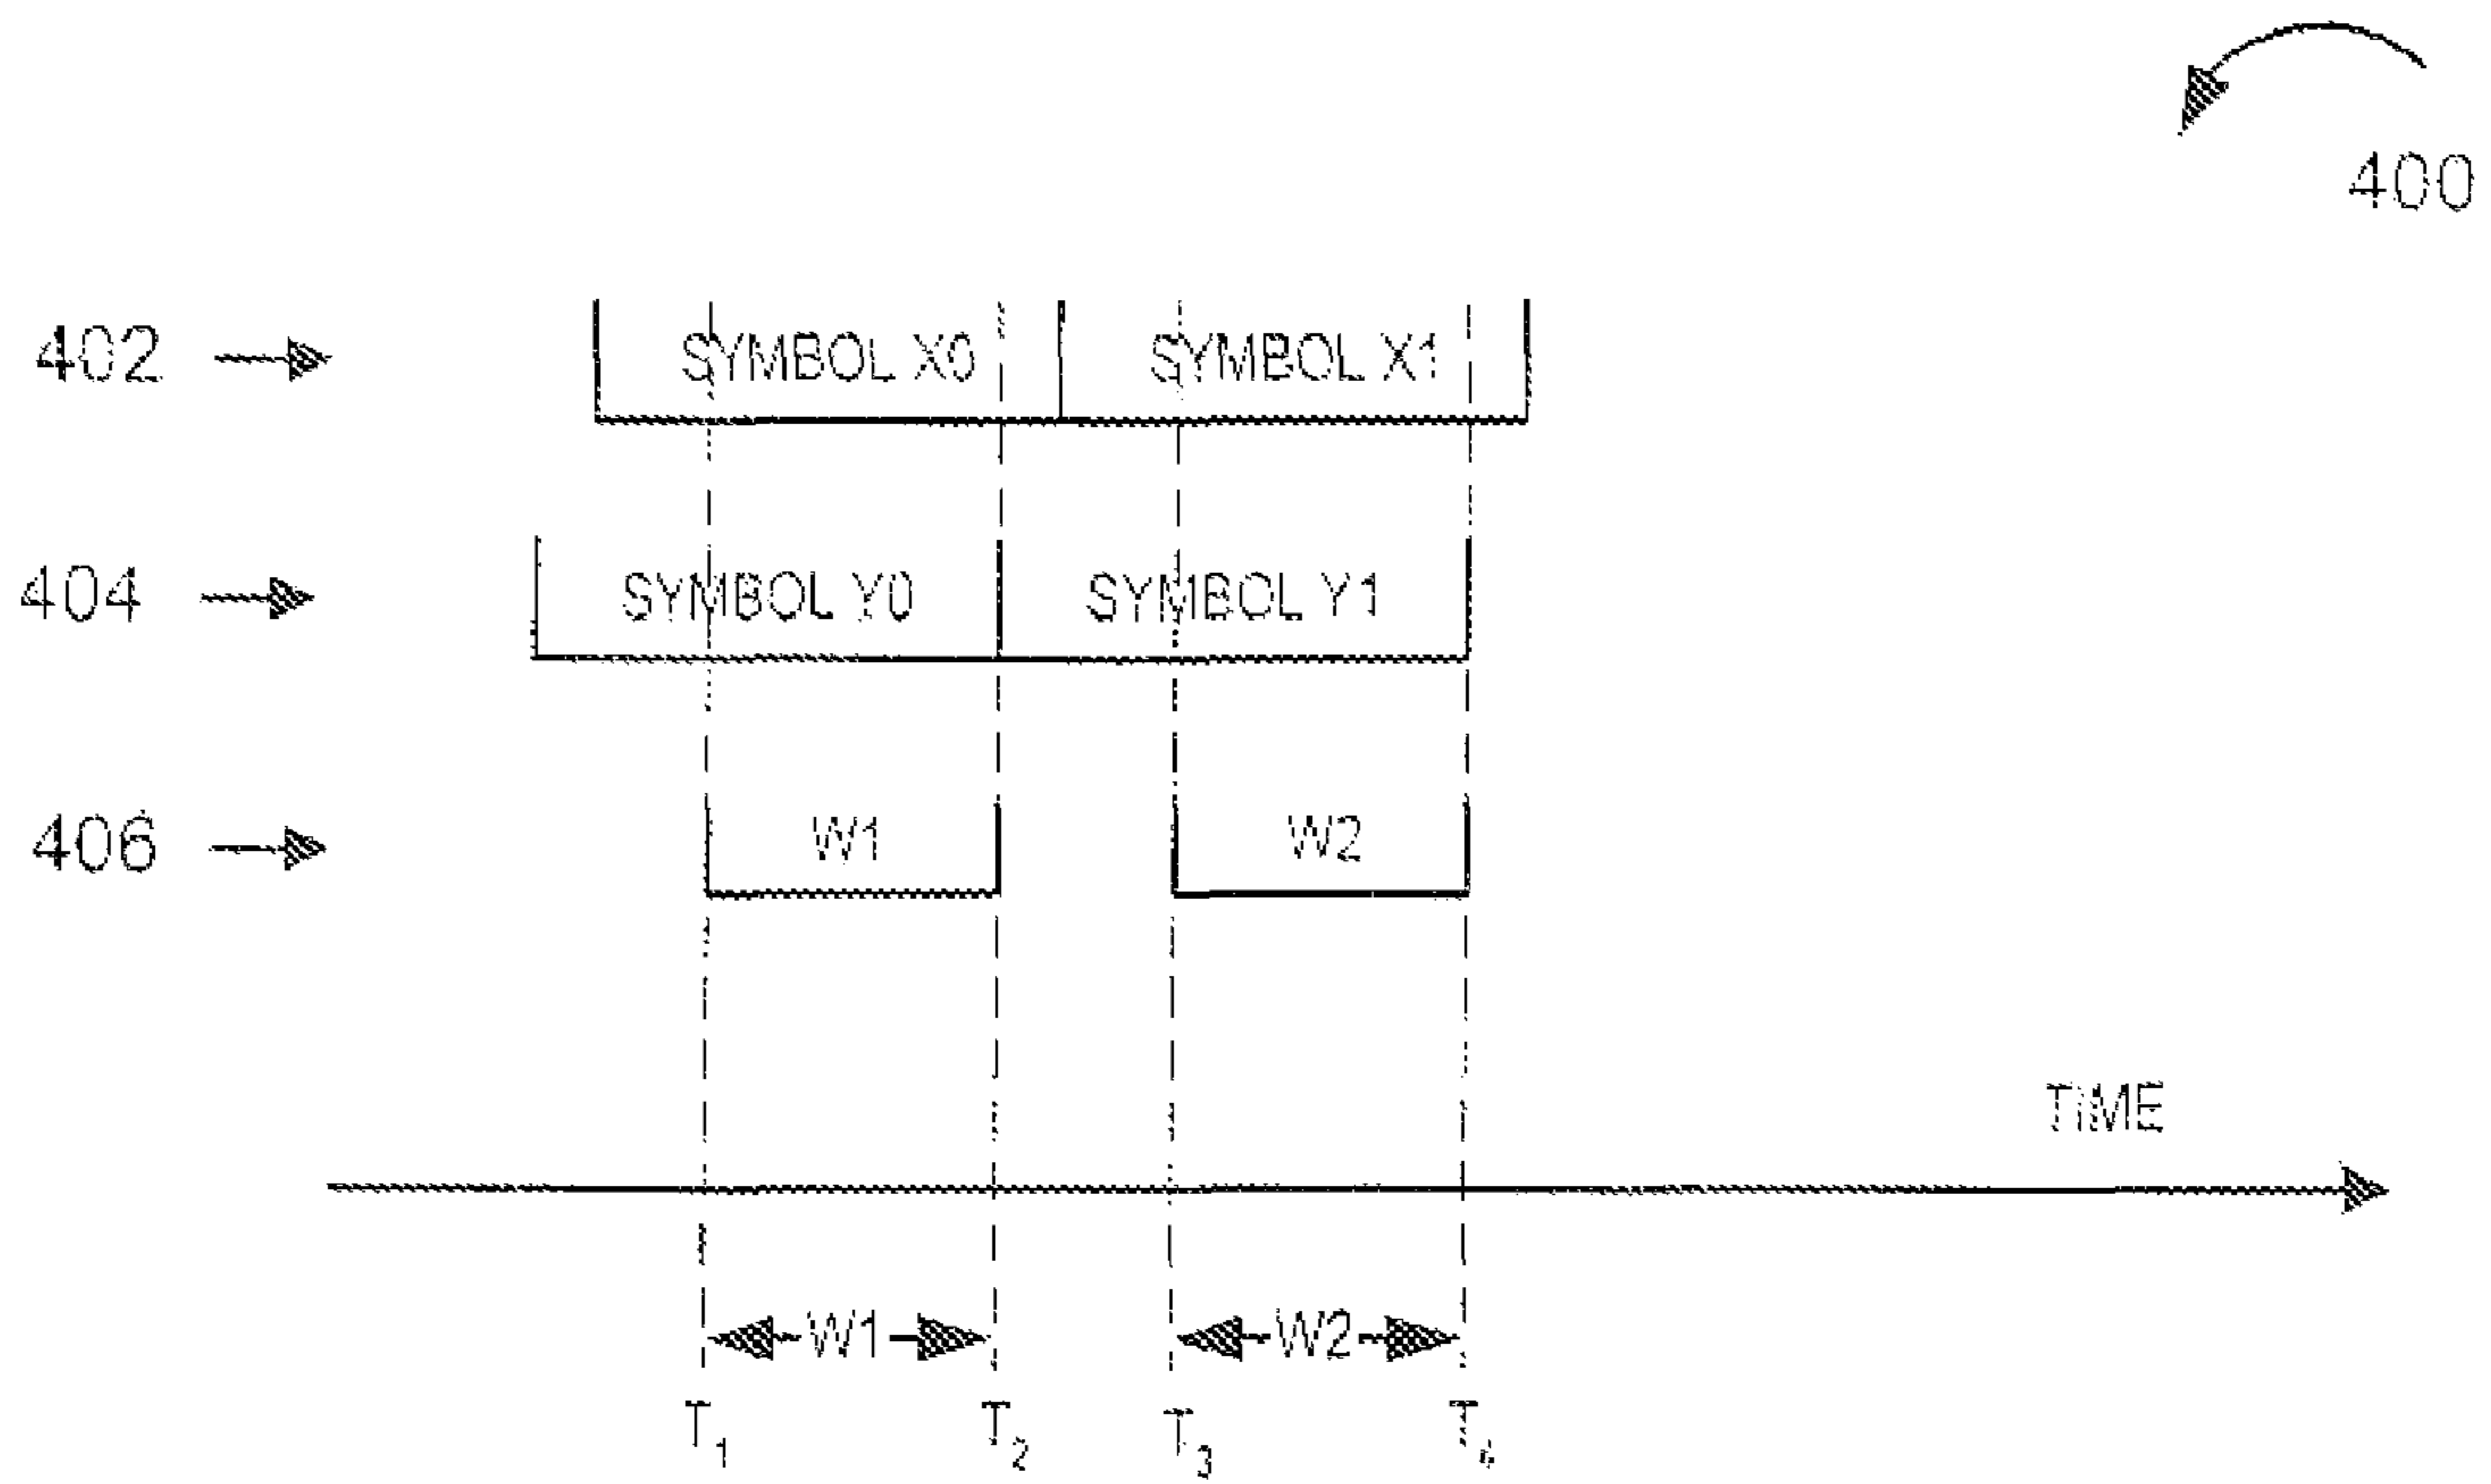 400
402 SYMBOL X0 SYMBOL X1
404 SYMBOL Y0 SYMBOL Y1
406 W1 W2
TIME
W1 W2
T1 T2 T3 T4